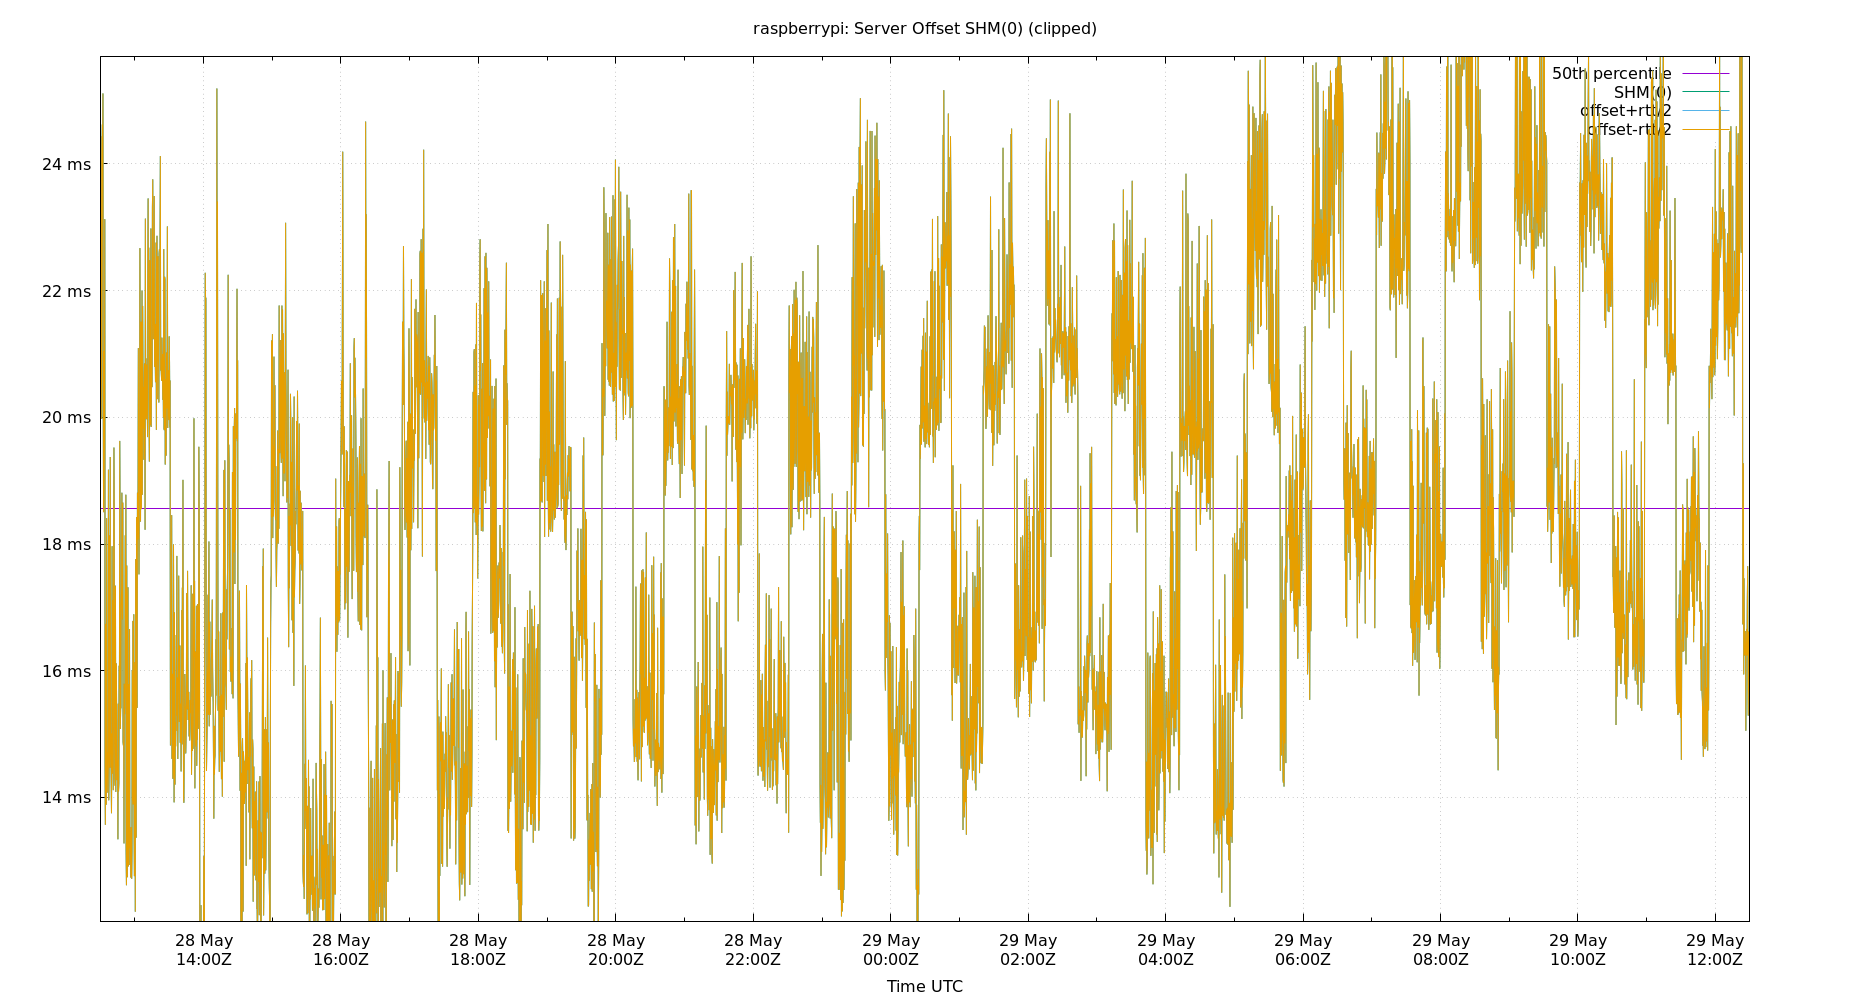 raspberrypi: Server Offset SHM(0) (clipped)
50th percentile
SHM(0)
offset+rtt/2
offset-rtt/2
24 ms
22 ms
20 ms
18 ms
16 ms
14 ms
28 May 28 May 28 May 28 May 28 May 29 May 29 May 29 May 29 May 29 May 29 May 29 May
14:00Z 16:00Z 18:00Z 20:00Z 22:00Z 00:00Z 02:00Z 04:00Z 06:00Z 08:00Z 10:00Z 12:00Z
Time UTC